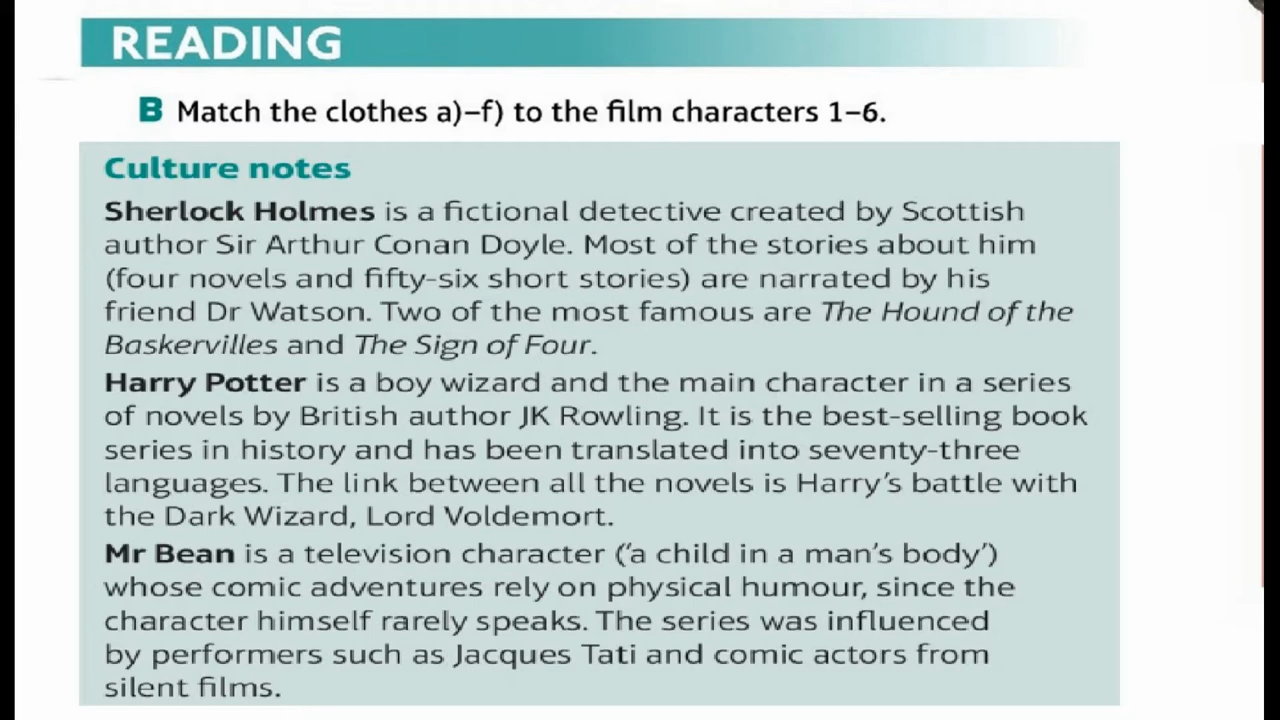 READING
B Match the clothes a)–f) to the film characters 1–6.
Culture notes
Sherlock Holmes is a fictional detective created by Scottish
author Sir Arthur Conan Doyle. Most of the stories about him
(four novels and fifty-six short stories) are narrated by his
friend Dr Watson. Two of the most famous are The Hound of the
Baskervilles and The Sign of Four.
Harry Potter is a boy wizard and the main character in a series
of novels by British author JK Rowling. It is the best-selling book
series in history and has been translated into seventy-three
languages. The link between all the novels is Harry’s battle with
the Dark Wizard, Lord Voldemort.
Mr Bean is a television character (‘a child in a man’s body’)
whose comic adventures rely on physical humour, since the
character himself rarely speaks. The series was influenced
by performers such as Jacques Tati and comic actors from
silent films.